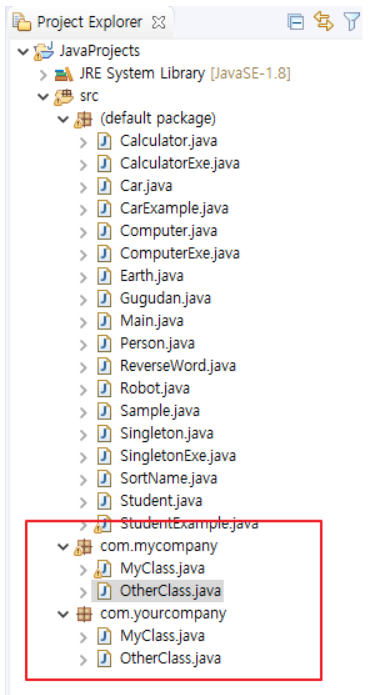 Project Explorer
JavaProjects
JRE System Library [JavaSE-1.8]
src
(default package)
Calculator.java
CalculatorExe.java
Car.java
CarExample.java
Computer.java
ComputerExe.java
Earth.java
Gugudan.java
Main.java
Person.java
ReverseWord.java
Robot.java
Sample.java
Singleton.java
SingletonExe.java
SortName.java
Student.java
StudentExample.java
com.mycompany
MyClass.java
OtherClass.java
com.yourcompany
MyClass.java
OtherClass.java